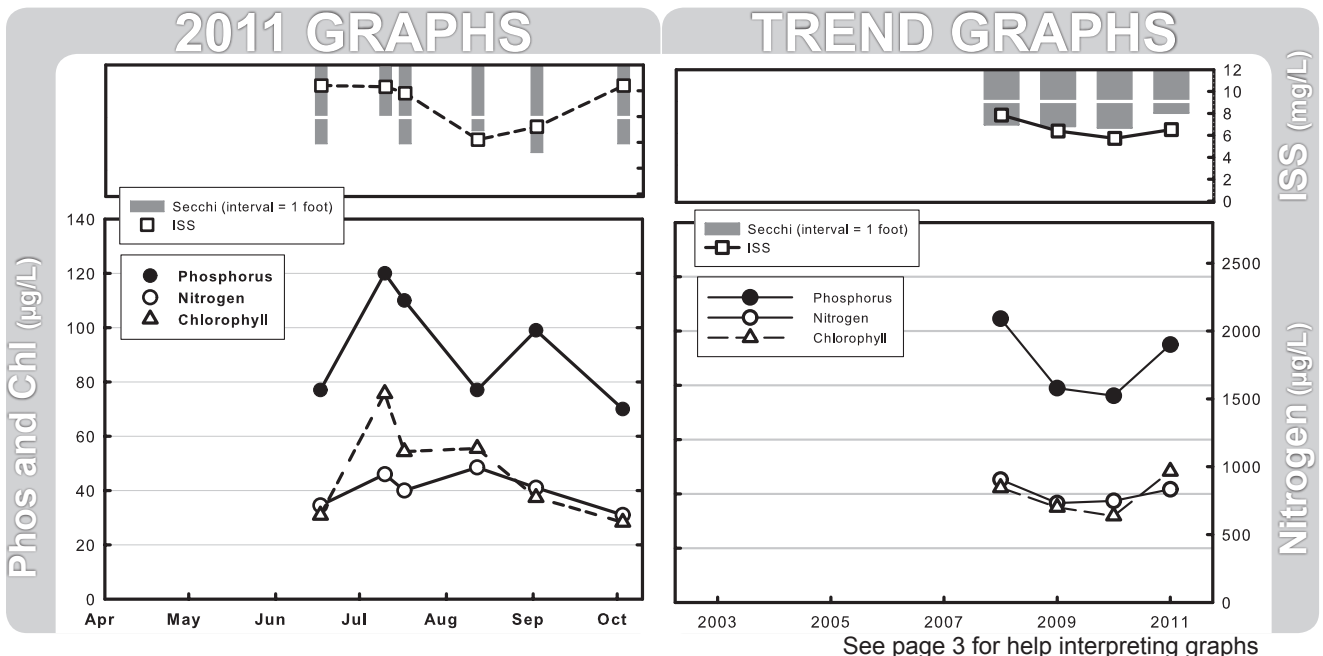 2011 GRAPHS
Secchi (interval = 1 foot)
ISS
140
120
100
80
60
40
20
0
Phosphorus
Nitrogen
Chlorophyll
Phos and Chl (µg/L)
Apr May Jun Jul Aug Sep Oct
TREND GRAPHS
12
10
8
6
4
2
0
ISS (mg/L)
Secchi (interval = 1 foot)
ISS
Phosphorus
Nitrogen
Chlorophyll
2500
2000
1500
1000
500
0
Nitrogen (µg/L)
2003 2005 2007 2009 2011
See page 3 for help interpreting graphs